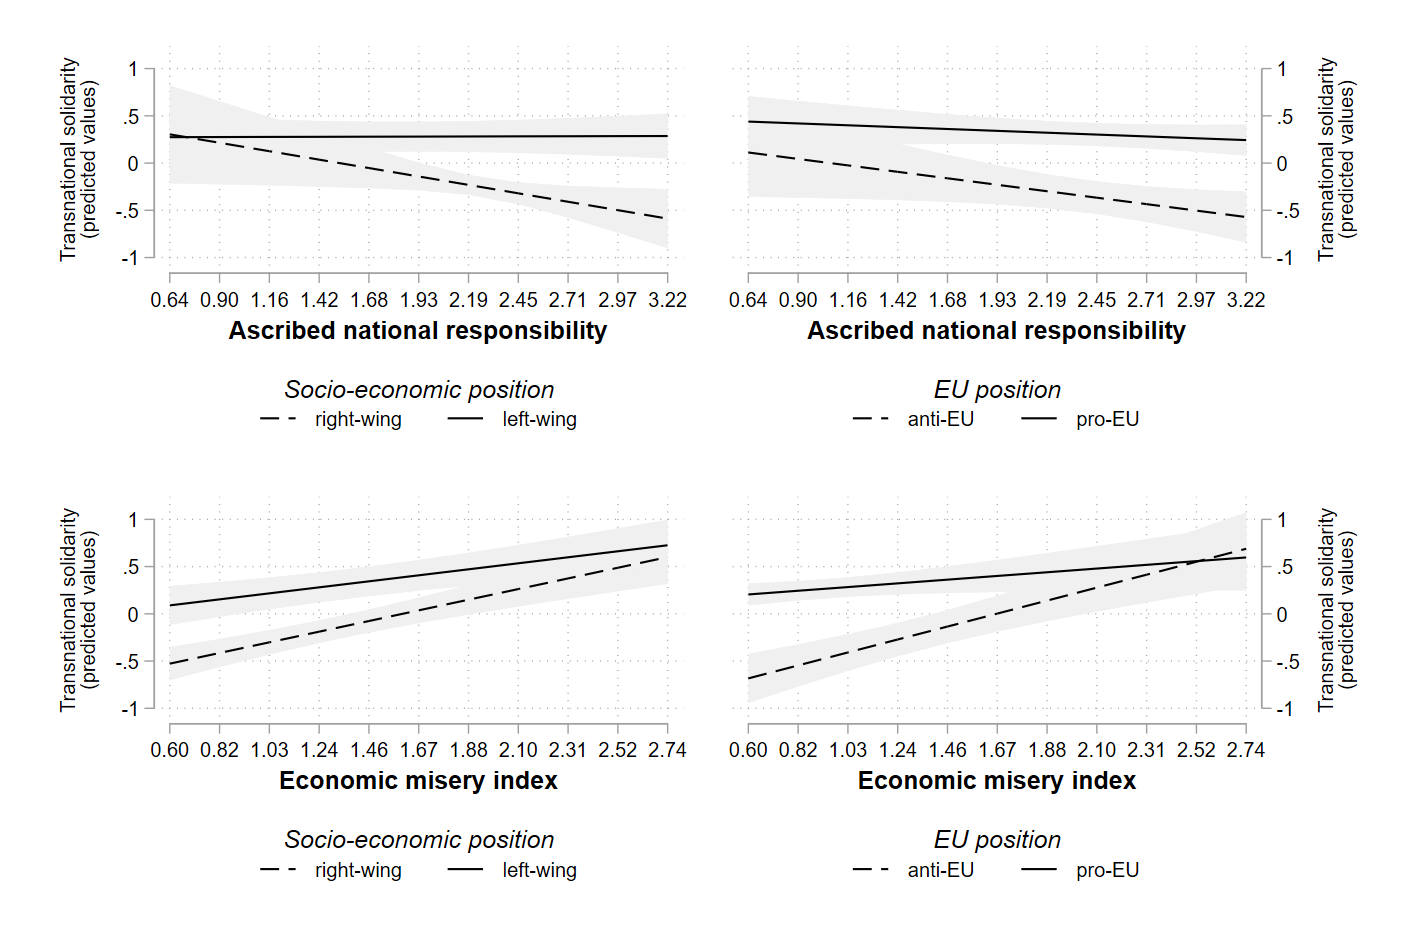 Transnational solidarity
(predicted values)
1
.5
0
-.5
-1
0.64 0.90 1.16 1.42 1.68 1.93 2.19 2.45 2.71 2.97 3.22
Ascribed national responsibility
Socio-economic position
right-wing left-wing
Transnational solidarity
(predicted values)
1
.5
0
-.5
-1
0.64 0.90 1.16 1.42 1.68 1.93 2.19 2.45 2.71 2.97 3.22
Ascribed national responsibility
EU position
anti-EU pro-EU
Transnational solidarity
(predicted values)
1
.5
0
-.5
-1
0.60 0.82 1.03 1.24 1.46 1.67 1.88 2.10 2.31 2.52 2.74
Economic misery index
Socio-economic position
right-wing left-wing
Transnational solidarity
(predicted values)
1
.5
0
-.5
-1
0.60 0.82 1.03 1.24 1.46 1.67 1.88 2.10 2.31 2.52 2.74
Economic misery index
EU position
anti-EU pro-EU